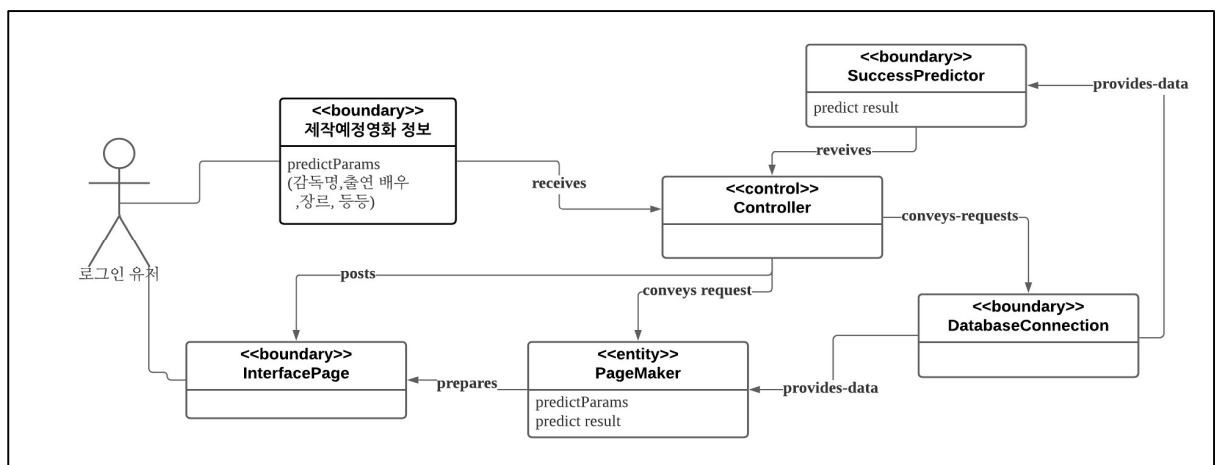 <<boundary>>
SuccessPredictor
predict result
provides-data
<<boundary>>
제작예정영화 정보
predictParams
(감독명,출연 배우
,장르, 등등)
reveives
receives
<<control>>
Controller
conveys-requests
로그인 유저
posts
conveys request
<<boundary>>
DatabaseConnection
<<boundary>>
InterfacePage
<<entity>>
PageMaker
predictParams
predict result
prepares
provides-data